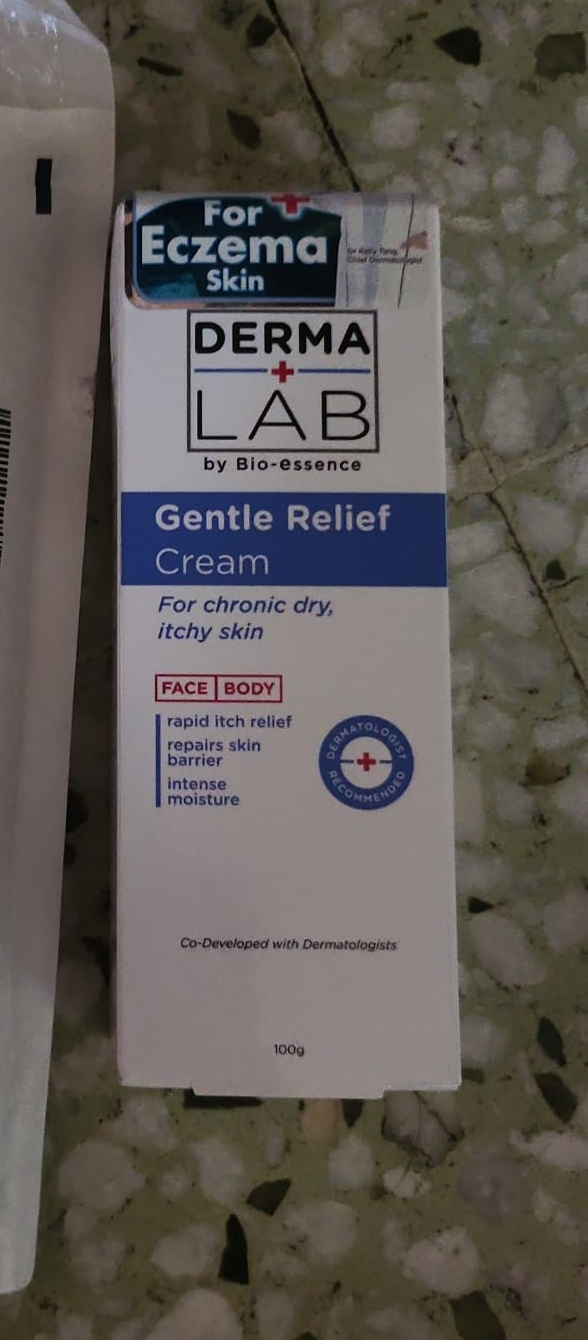 For
Eczema
Skin
DERMA
LAB
by Bio-essence
Gentle Relief
Cream
For chronic dry,
itchy skin
FACE BODY
rapid itch relief
repairs skin
barrier
intense
moisture
DERMATOLOGIST
RECOMMENDED
Co-Developed with Dermatologists
100g